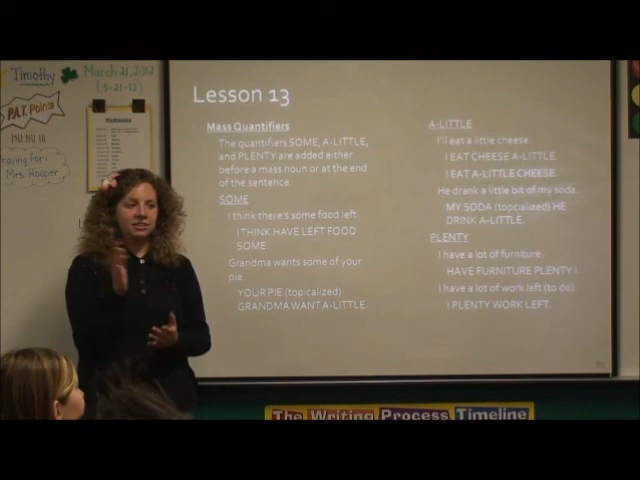 Timothy
March 21, 2012
(3-21-12)
P.A.T. Points
Mrs. Hooper
Lesson 13
Mass Quantifiers
The quantifiers SOME, A-LITTLE,
and PLENTY are added either
before a mass noun or at the
end of the sentence.
SOME
I think there's some food left.
I THINK HAVE LEFT FOOD
SOME.
Grandma wants some of your
pie.
YOUR PIE (topicalized)
GRANDMA WANT A-LITTLE.
A-LITTLE
I'll eat a little cheese.
I EAT CHEESE A-LITTLE.
I EAT A-LITTLE CHEESE.
He drank a little bit of my soda.
MY SODA (topcialized) HE
DRINK A-LITTLE.
PLENTY
I have a lot of furniture.
HAVE FURNITURE PLENTY I.
I have a lot of work left (to do).
I PLENTY WORK LEFT.
The Writing Process Timeline